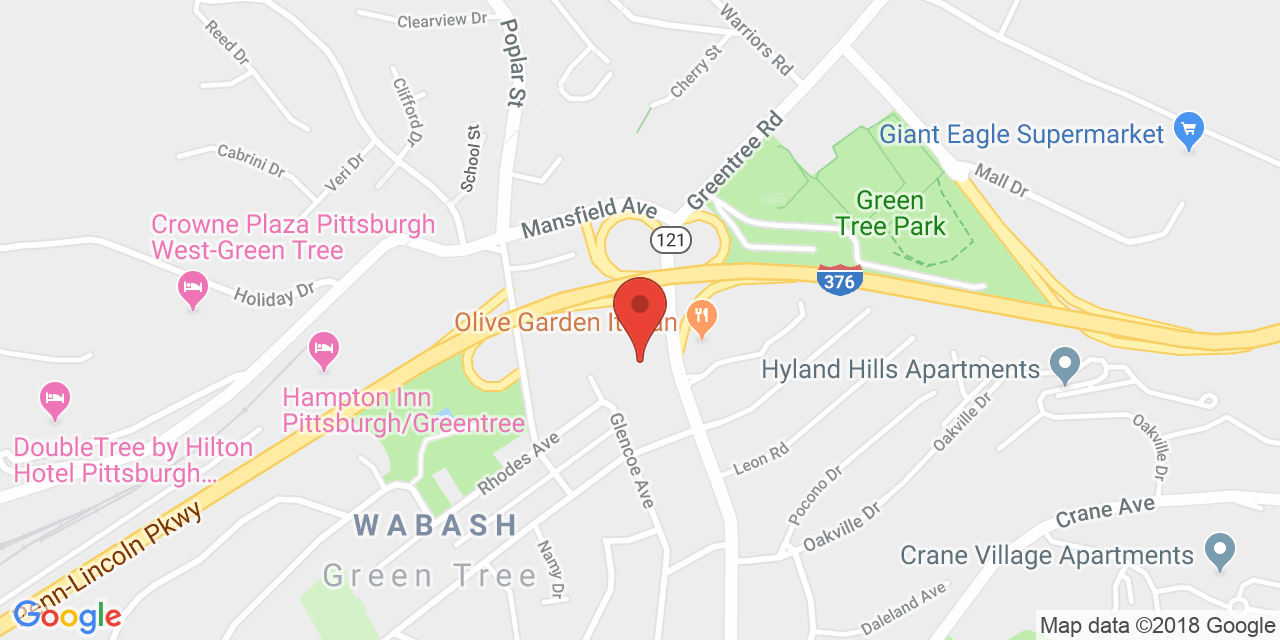 Clearview Dr
Reed Dr
Poplar St
Warriors Rd
Cherry St
Clifford Dr
Cabrini Dr
Veri Dr
School St
Greentree Rd
Giant Eagle Supermarket
Mall Dr
Green
Tree Park
Mansfield Ave
Crowne Plaza Pittsburgh
West-Green Tree
121
376
Holiday Dr
Olive Garden It
an
Hampton Inn
Pittsburgh/Greentree
Hyland Hills Apartments
DoubleTree by Hilton
Hotel Pittsburgh...
Rhodes Ave
Glencoe Ave
Leon Rd
Oakville Dr
Oakville Dr
Pocono Dr
Oakville Dr
Crane Ave
WABASH
Green Tree
Namy Dr
Crane Village Apartments
Penn-Lincoln Pkwy
Daleland Ave
Google
Map data ©2018 Google